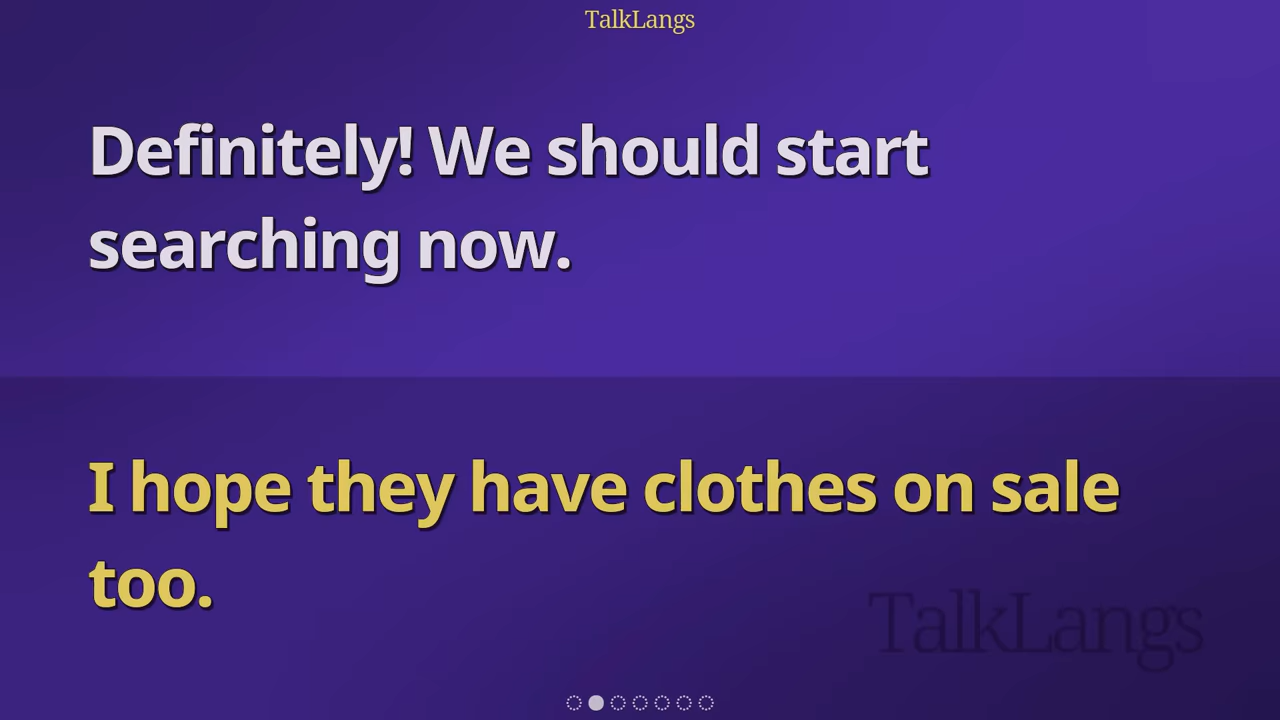 TalkLangs
Definitely! We should start
searching now.
I hope they have clothes on sale
too.
TalkLangs